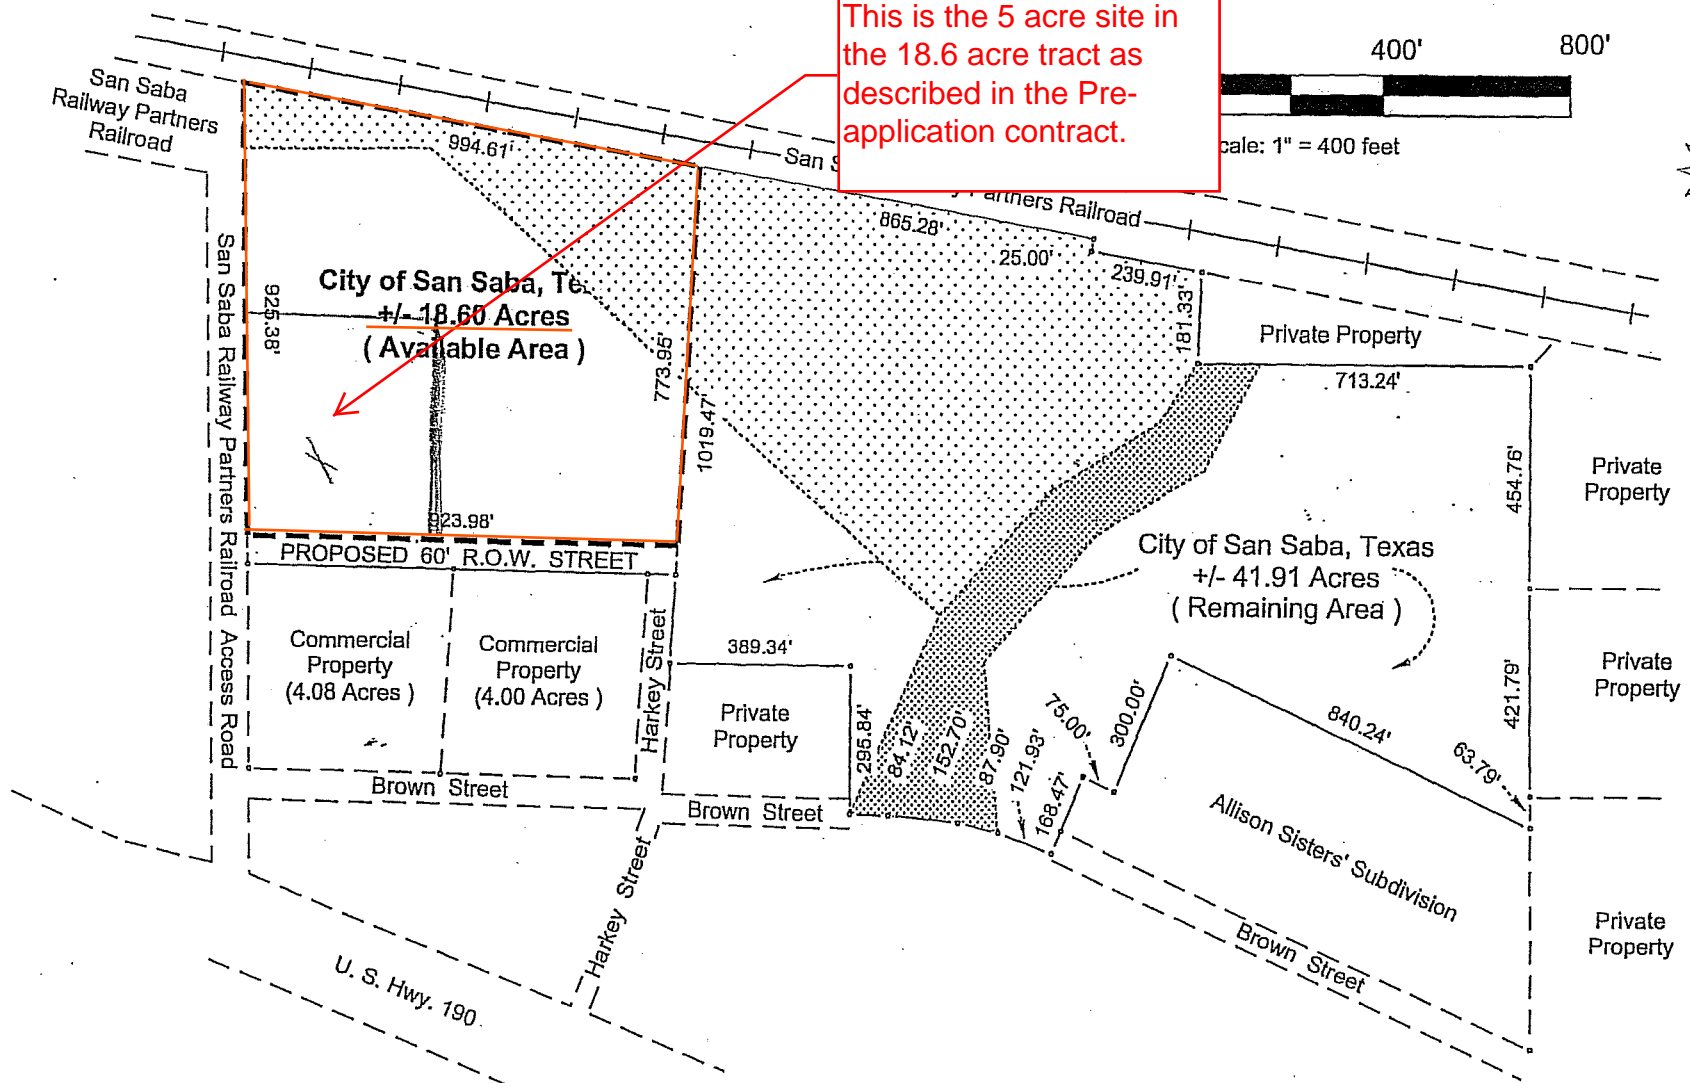 This is the 5 acre site in
the 18.6 acre tract as
described in the Pre-
application contract.
400'
800'
cale: 1" = 400 feet
San Saba
Railway Partners
Railroad
San S
Partners Railroad
994.61'
865.28'
25.00'
239.91'
181.33'
Private Property
713.24'
City of San Saba, Te
+/- 18.60 Acres
( Available Area )
925.38'
773.95'
1019.47'
923.98'
San Saba Railway Partners Railroad Access Road
454.76'
Private
Property
PROPOSED 60' R.O.W. STREET
City of San Saba, Texas
+/- 41.91 Acres
( Remaining Area )
Commercial
Property
(4.08 Acres )
Commercial
Property
(4.00 Acres )
Harkey Street
389.34'
Private
Property
295.84'
84.12'
152.70'
87.90'
121.93'
168.47'
75.00'
300.00'
840.24'
63.79'
421.79'
Private
Property
Brown Street
Brown Street
Allison Sisters' Subdivision
Harkey Street
Brown Street
Private
Property
U. S. Hwy. 190